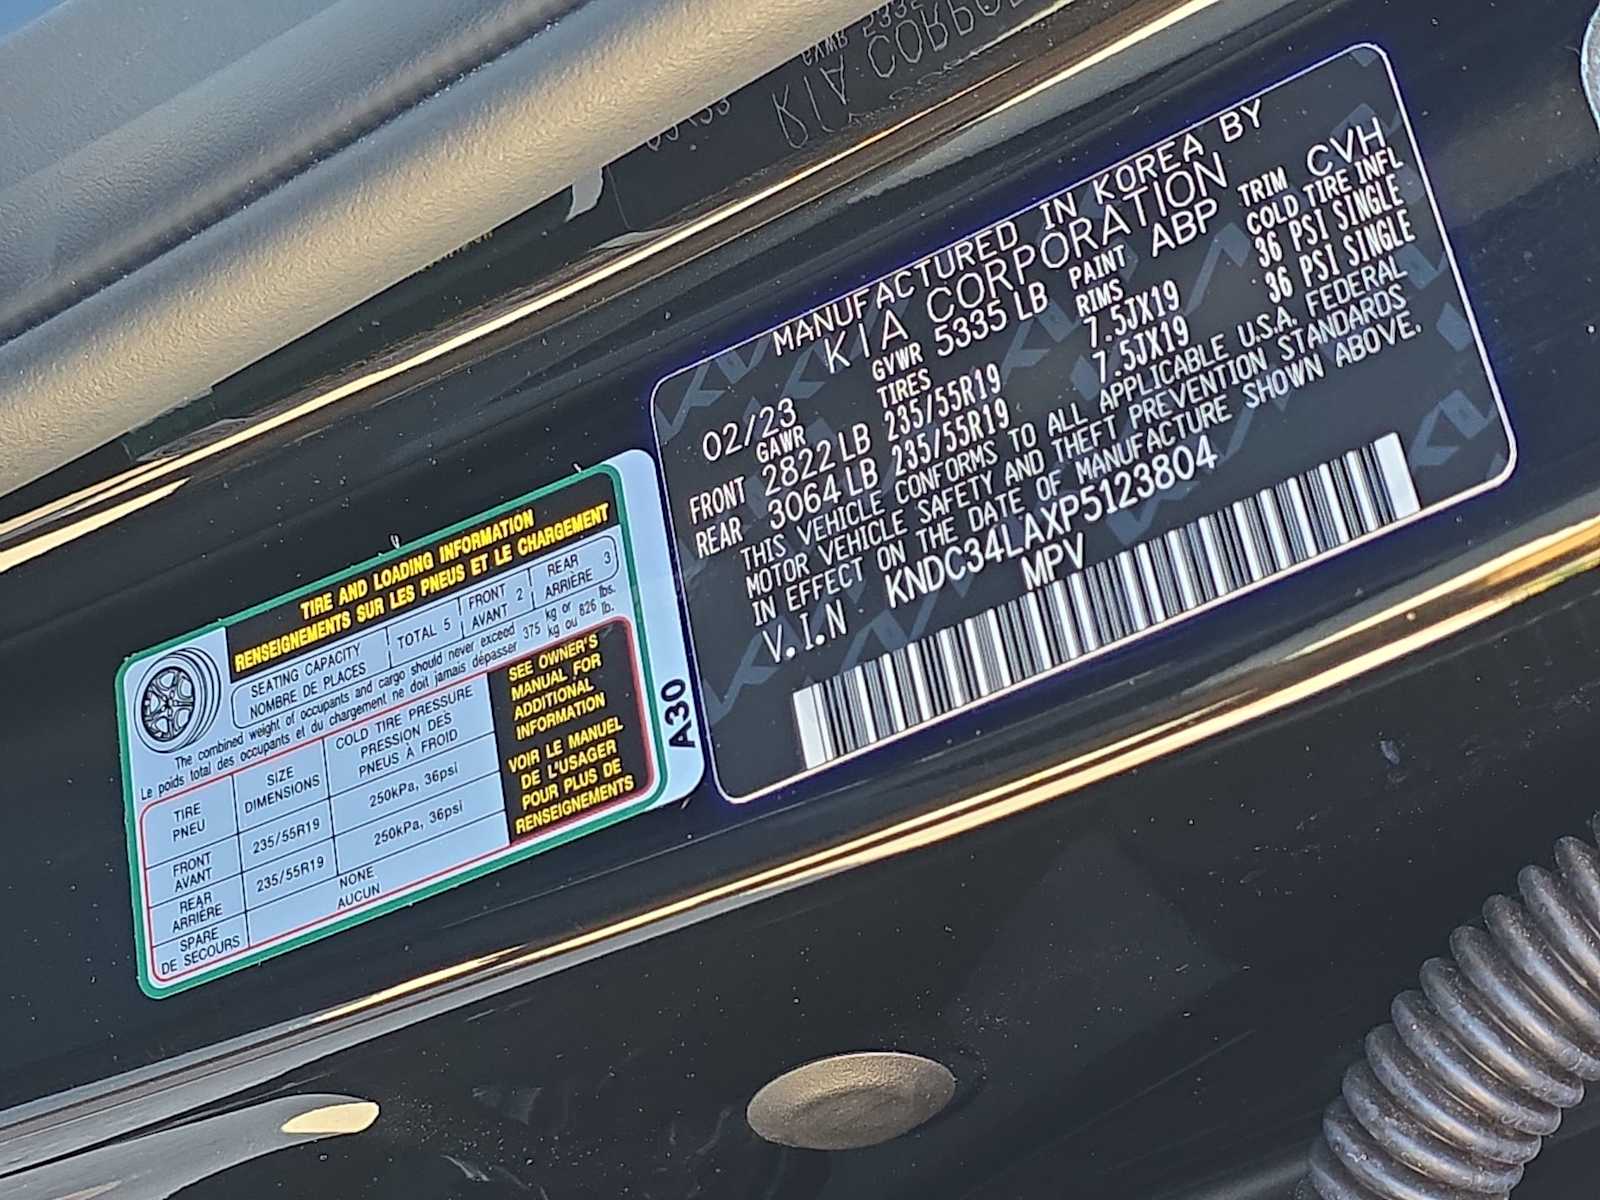 MANUFACTURED IN KOREA BY
KIA CORPORATION
02/23 GVWR 5335 LB PAINT ABP TRIM CVH
GAWR TIRES RIMS COLD TIRE INFL
FRONT 2822 LB 235/55R19 7.5JX19 36 PSI SINGLE
REAR 3064 LB 235/55R19 7.5JX19 36 PSI SINGLE
THIS VEHICLE CONFORMS TO ALL APPLICABLE U.S.A. FEDERAL
MOTOR VEHICLE SAFETY AND THEFT PREVENTION STANDARDS
IN EFFECT ON THE DATE OF MANUFACTURE SHOWN ABOVE.
V.I.N KNDC34LAXP5123804
MPV
TIRE AND LOADING INFORMATION
RENSEIGNEMENTS SUR LES PNEUS ET LE CHARGEMENT
SEATING CAPACITY
NOMBRE DE PLACES
TOTAL 5
FRONT
AVANT 2
REAR
ARRIÈRE 3
The combined weight of occupants and cargo should never exceed 375 kg or 826 lbs.
Le poids total des occupants et du chargement ne doit jamais dépasser kg ou lb.
TIRE
PNEU
SIZE
DIMENSIONS
COLD TIRE PRESSURE
PRESSION DES
PNEUS À FROID
FRONT
AVANT
235/55R19
250kPa, 36psi
REAR
ARRIÈRE
235/55R19
250kPa, 36psi
SPARE
DE SECOURS
NONE
AUCUN
SEE OWNER'S
MANUAL FOR
ADDITIONAL
INFORMATION
VOIR LE MANUEL
DE L'USAGER
POUR PLUS DE
RENSEIGNEMENTS
A30